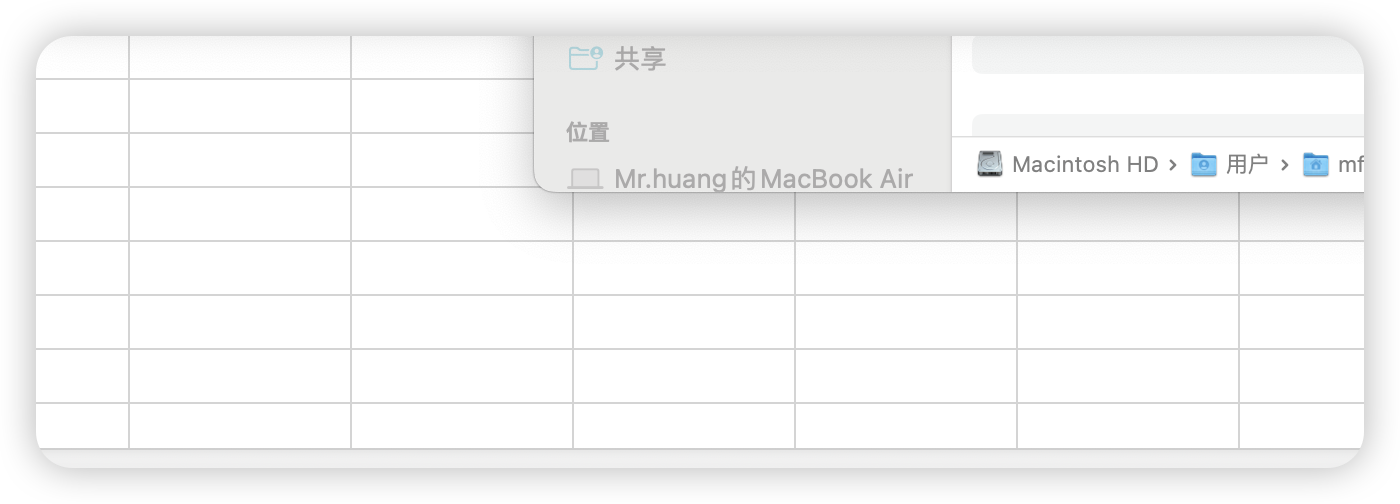 共享
位置
Mr.huang的MacBook Air
Macintosh HD › 用户 › mf